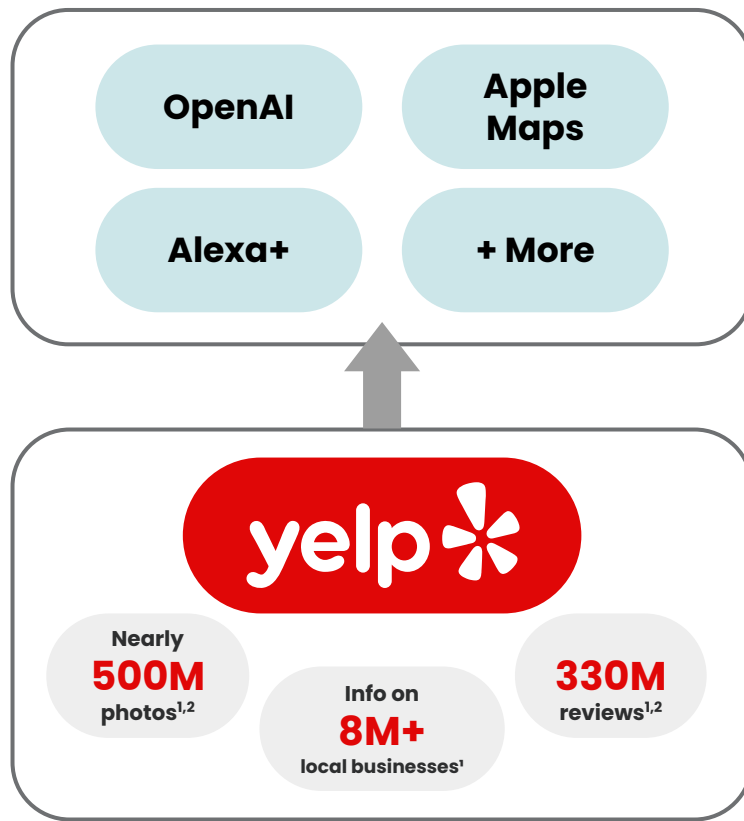 OpenAI
Apple
Maps
Alexa+
+ More
yelp
Nearly
500M
photos¹,²
Info on
8M+
local businesses¹
330M
reviews¹,²